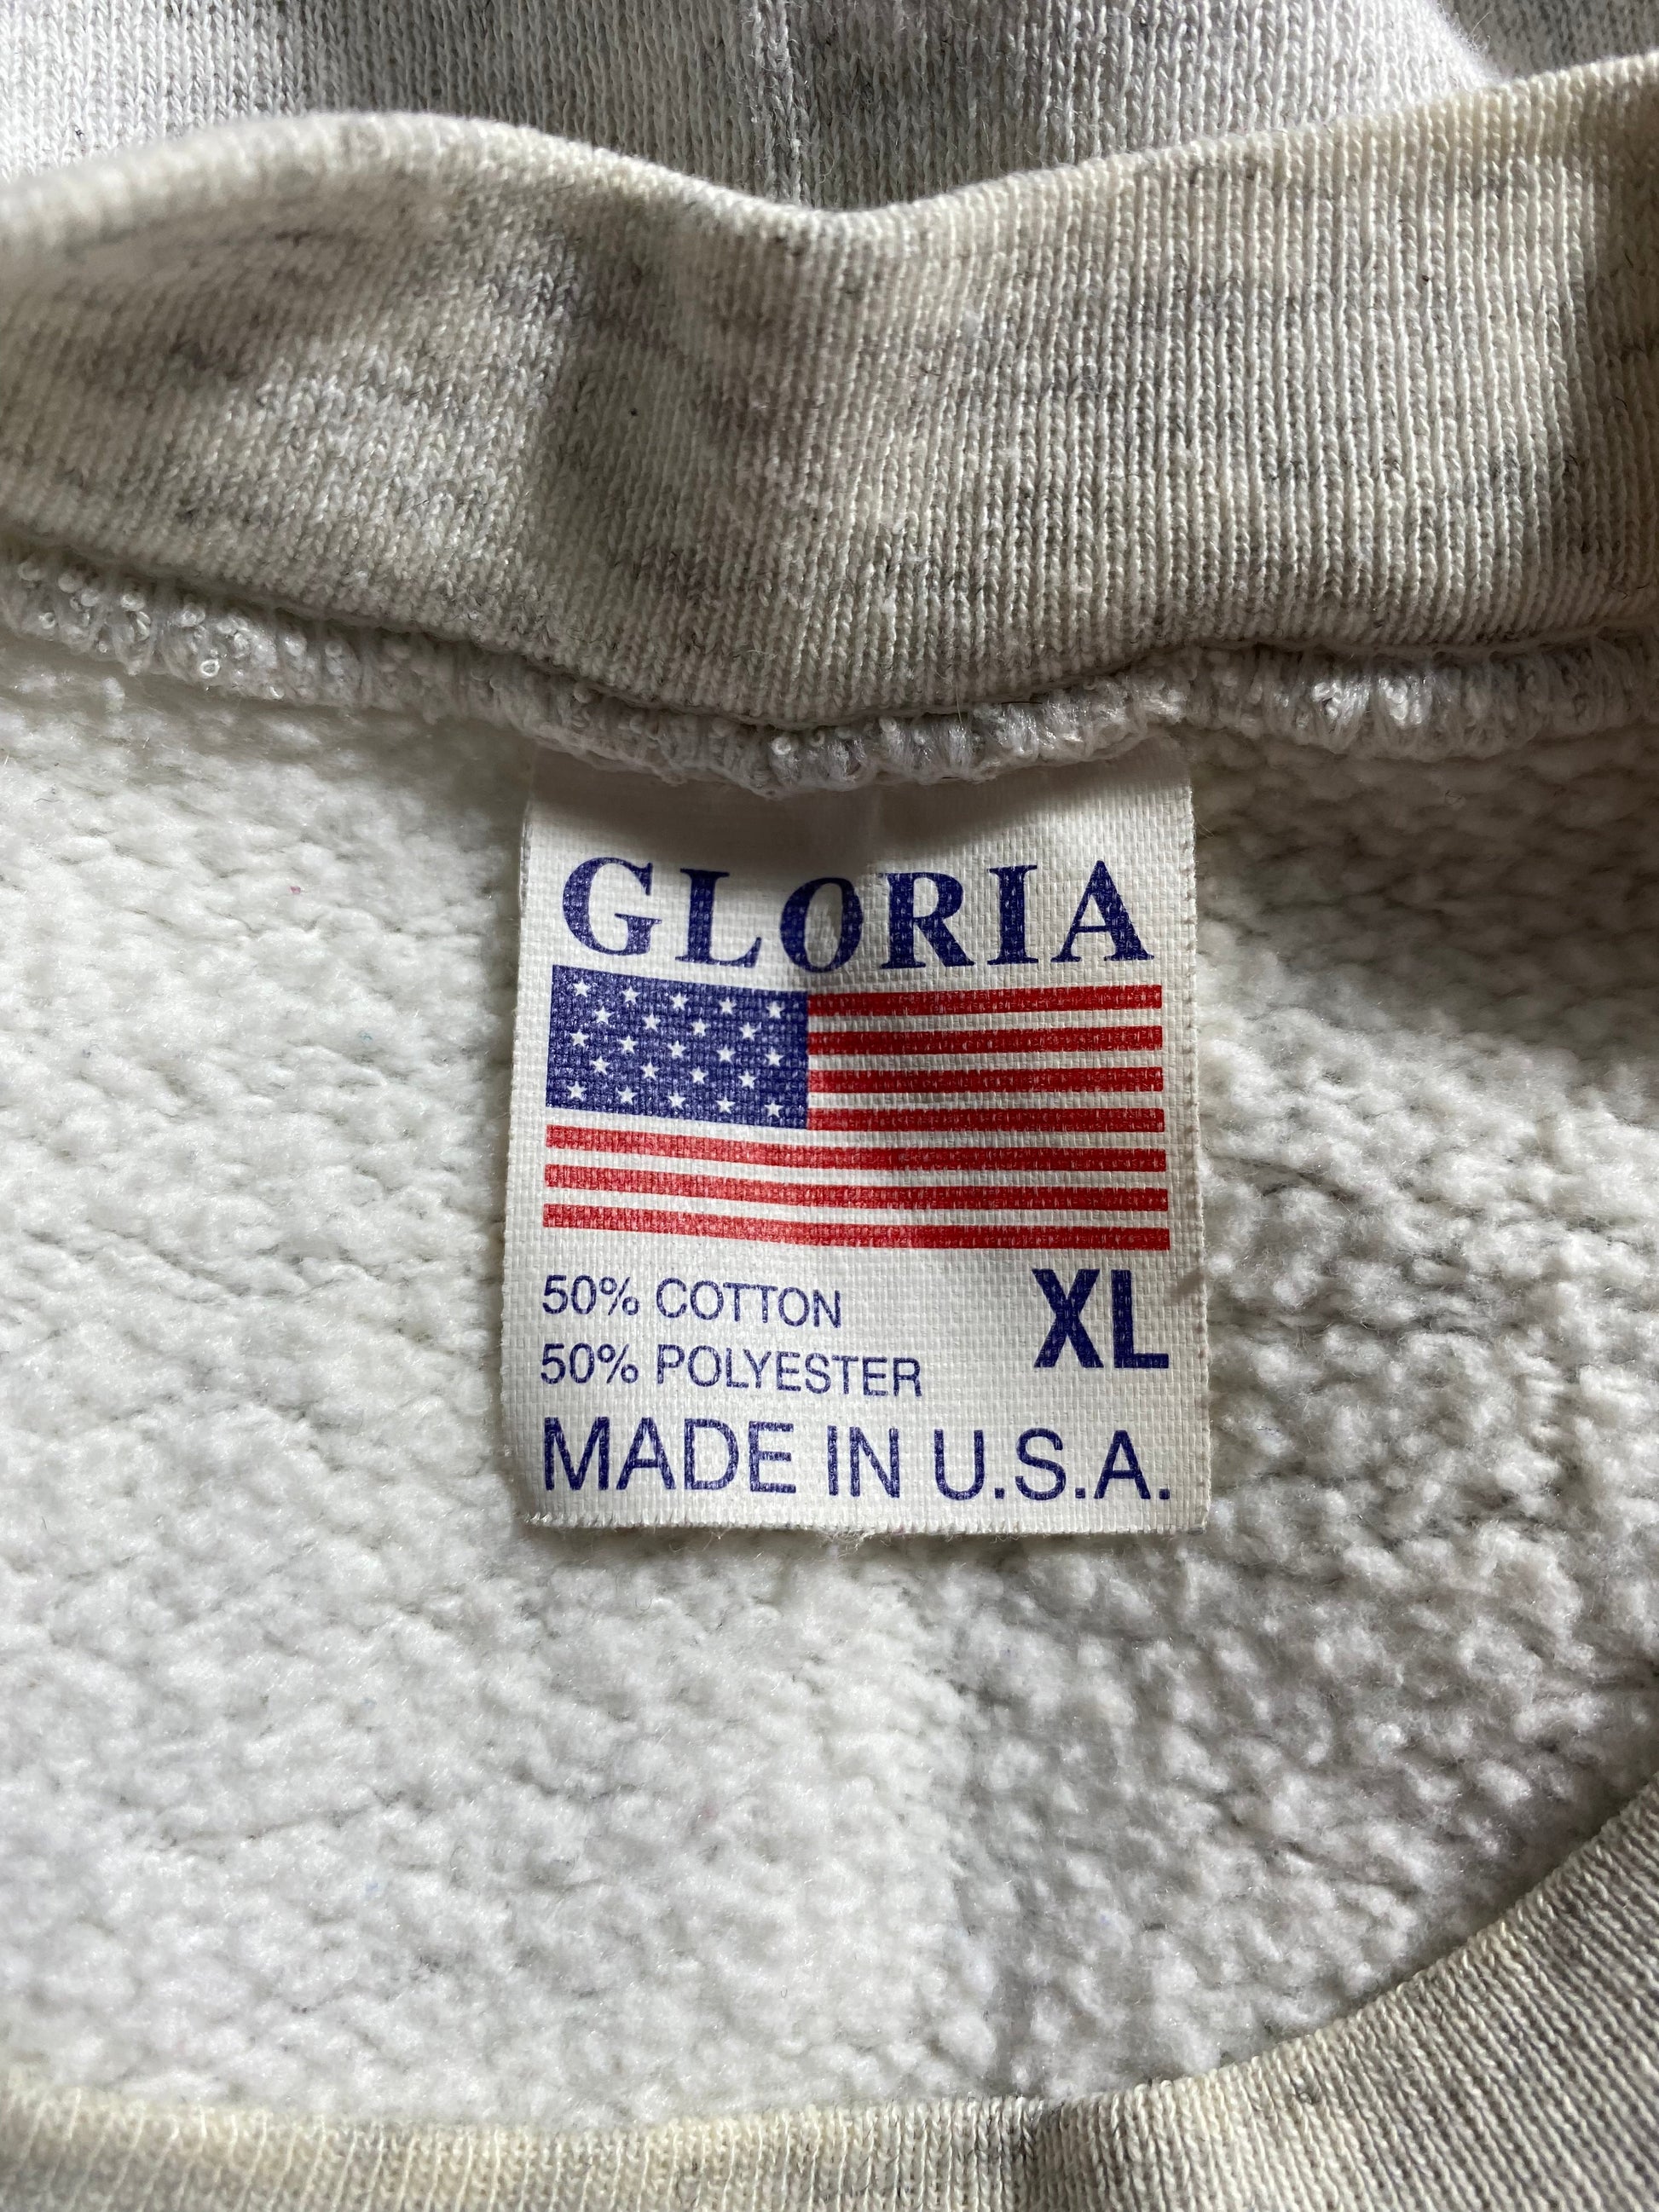 GLORIA
50% COTTON
50% POLYESTER
XL
MADE IN U.S.A.